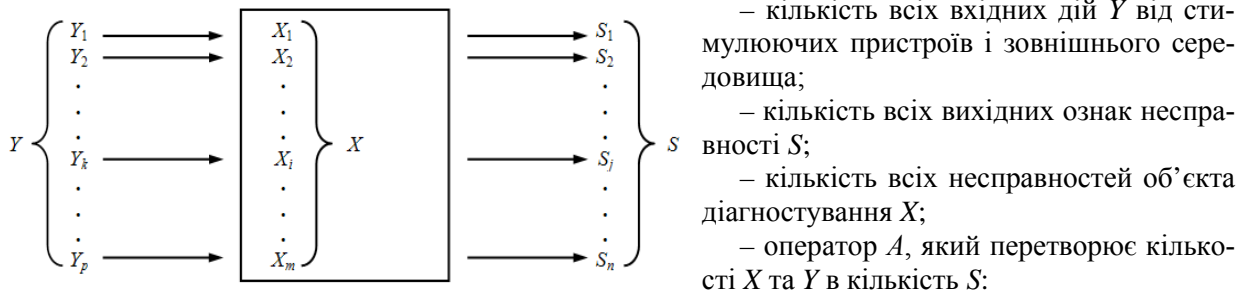 Y₁ X₁ S₁
Y₂ X₂ S₂
Y X S
Yₖ Xᵢ Sⱼ
Yₚ Xₘ Sₙ
– кількість всіх вхідних дій Y від сти-
мулюючих пристроїв і зовнішнього сере-
довища;
– кількість всіх вихідних ознак неспра-
вності S;
– кількість всіх несправностей об’єкта
діагностування X;
– оператор A, який перетворює кілько-
сті X та Y в кількість S: